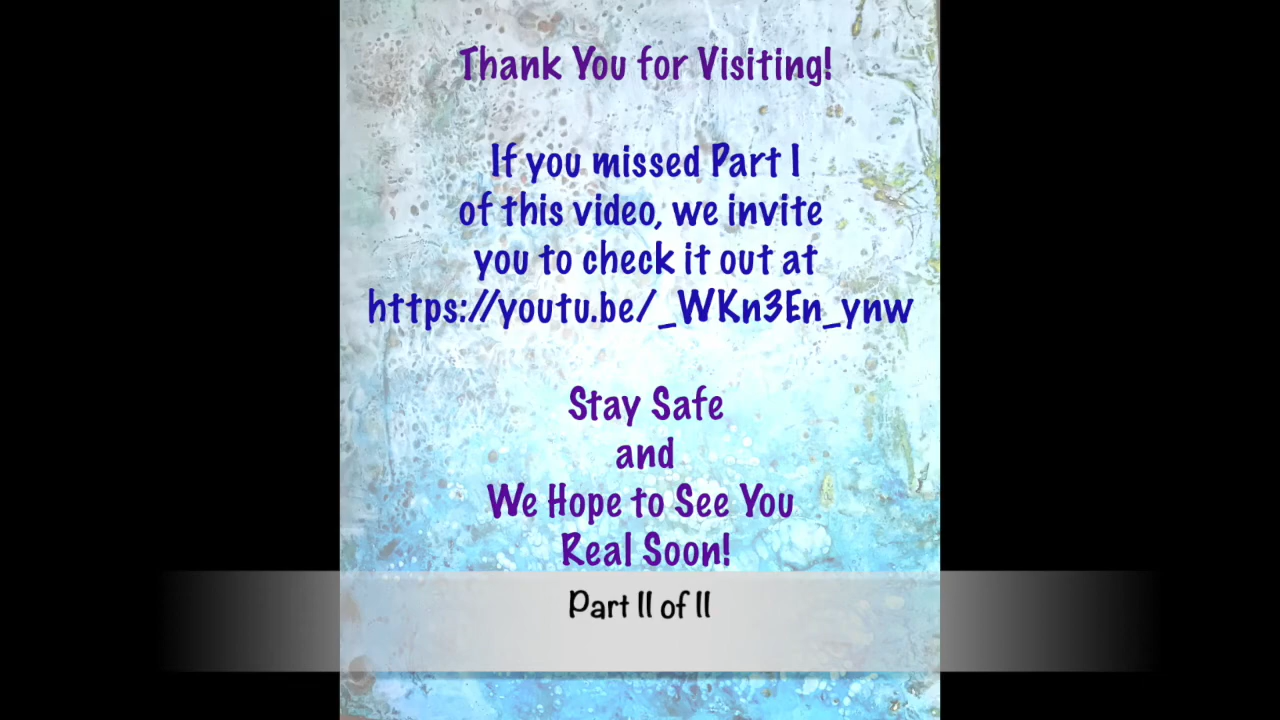 Thank You for Visiting!
If you missed Part I
of this video, we invite
you to check it out at
https://youtu.be/_WKn3En_ynw
Stay Safe
and
We Hope to See You
Real Soon!
Part II of II